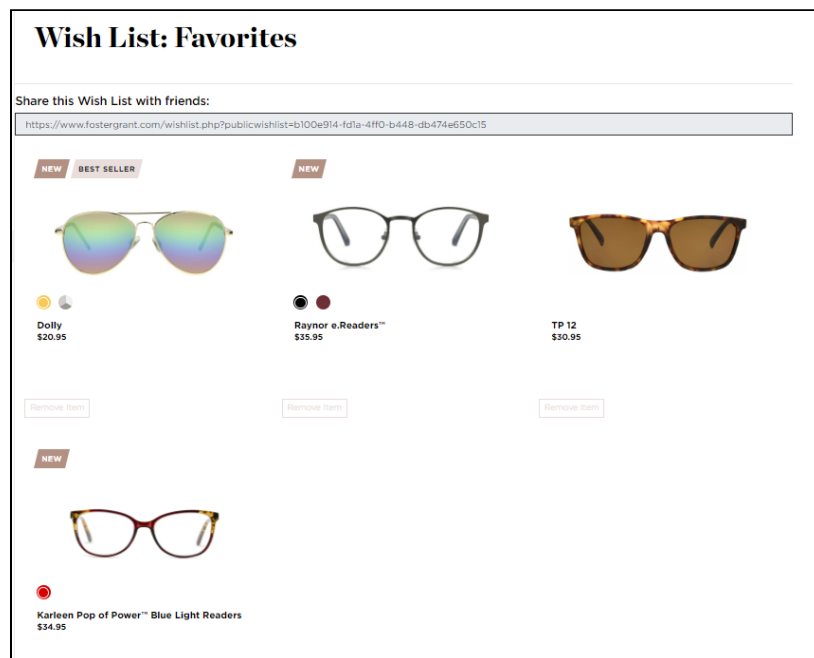 Wish List: Favorites
Share this Wish List with friends:
https://www.fostergrant.com/wishlist.php?publicwishlist=b100e914-fd1a-4ff0-b448-db474e650c15
NEW BEST SELLER
NEW
Dolly
$20.95
Raynor e.Readers™
$35.95
TP 12
$30.95
Remove Item
Remove Item
Remove Item
NEW
Karleen Pop of Power™ Blue Light Readers
$34.95